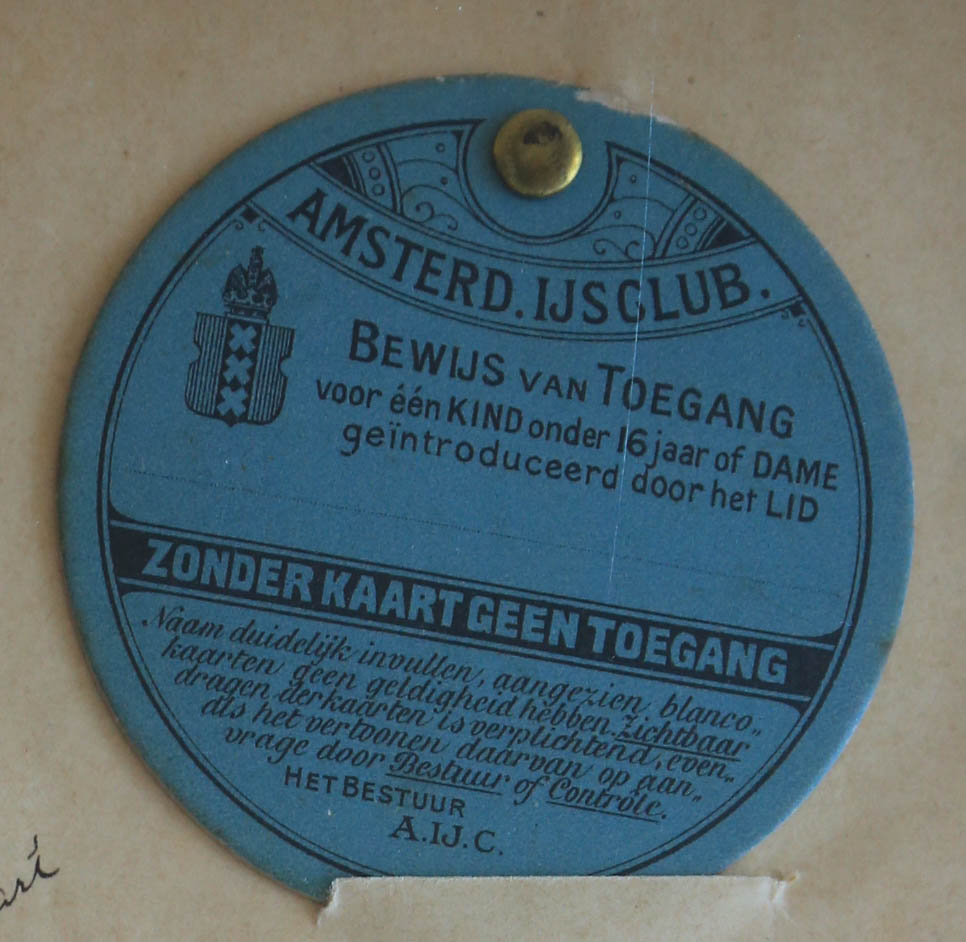 AMSTERD. IJSCLUB.
BEWIJS VAN TOEGANG
voor één KIND onder 16 jaar of DAME
geïntroduceerd door het LID
ZONDER KAART GEEN TOEGANG
Naam duidelijk invullen, aangezien blanco-
kaarten geen geldigheid hebben. Zichtbaar
dragen der kaarten is verplichtend, even„
als het vertoonen daarvan op aan„
vrage door Bestuur of Contrôle.
HET BESTUUR
A.IJ.C.